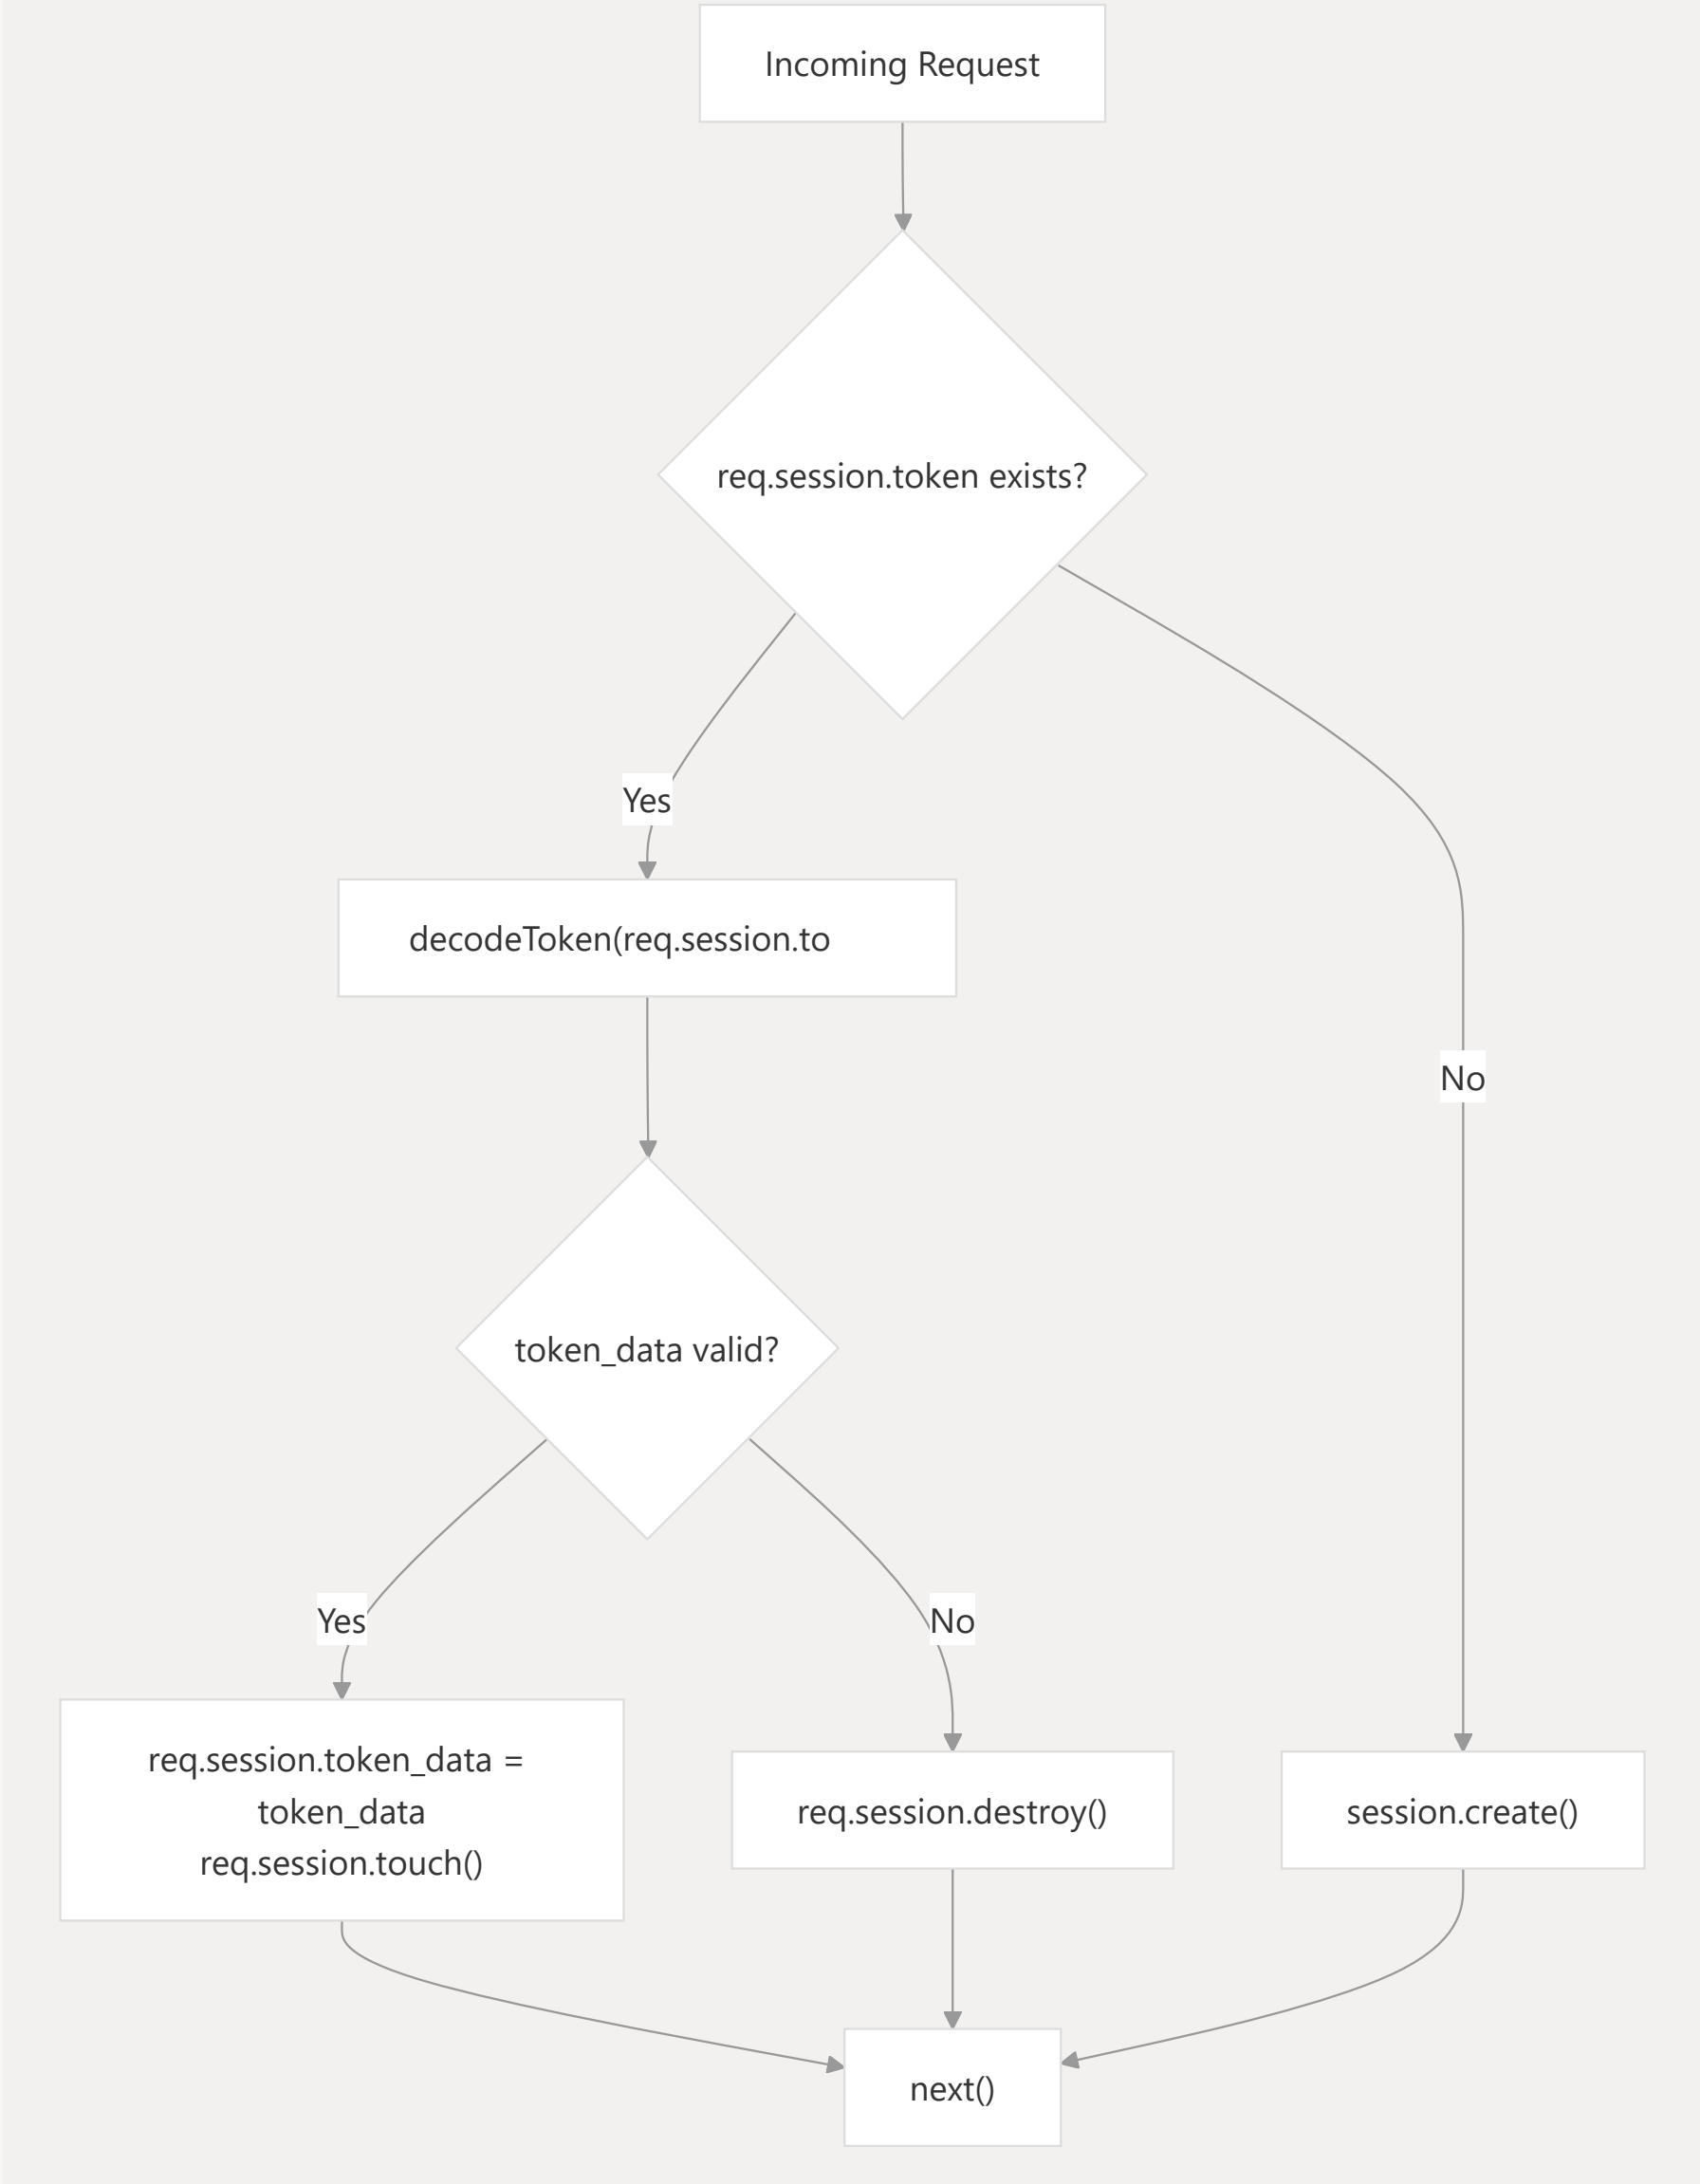 Incoming Request
req.session.token exists?
Yes
decodeToken(req.session.to
No
token_data valid?
Yes
No
req.session.token_data =
token_data
req.session.touch()
req.session.destroy()
session.create()
next()